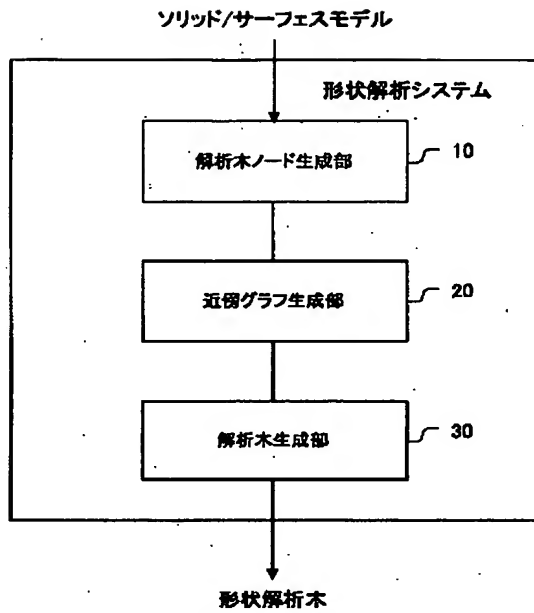 ソリッド/サーフェスモデル
形状解析システム
解析木ノード生成部
10
近傍グラフ生成部
20
解析木生成部
30
形状解析木